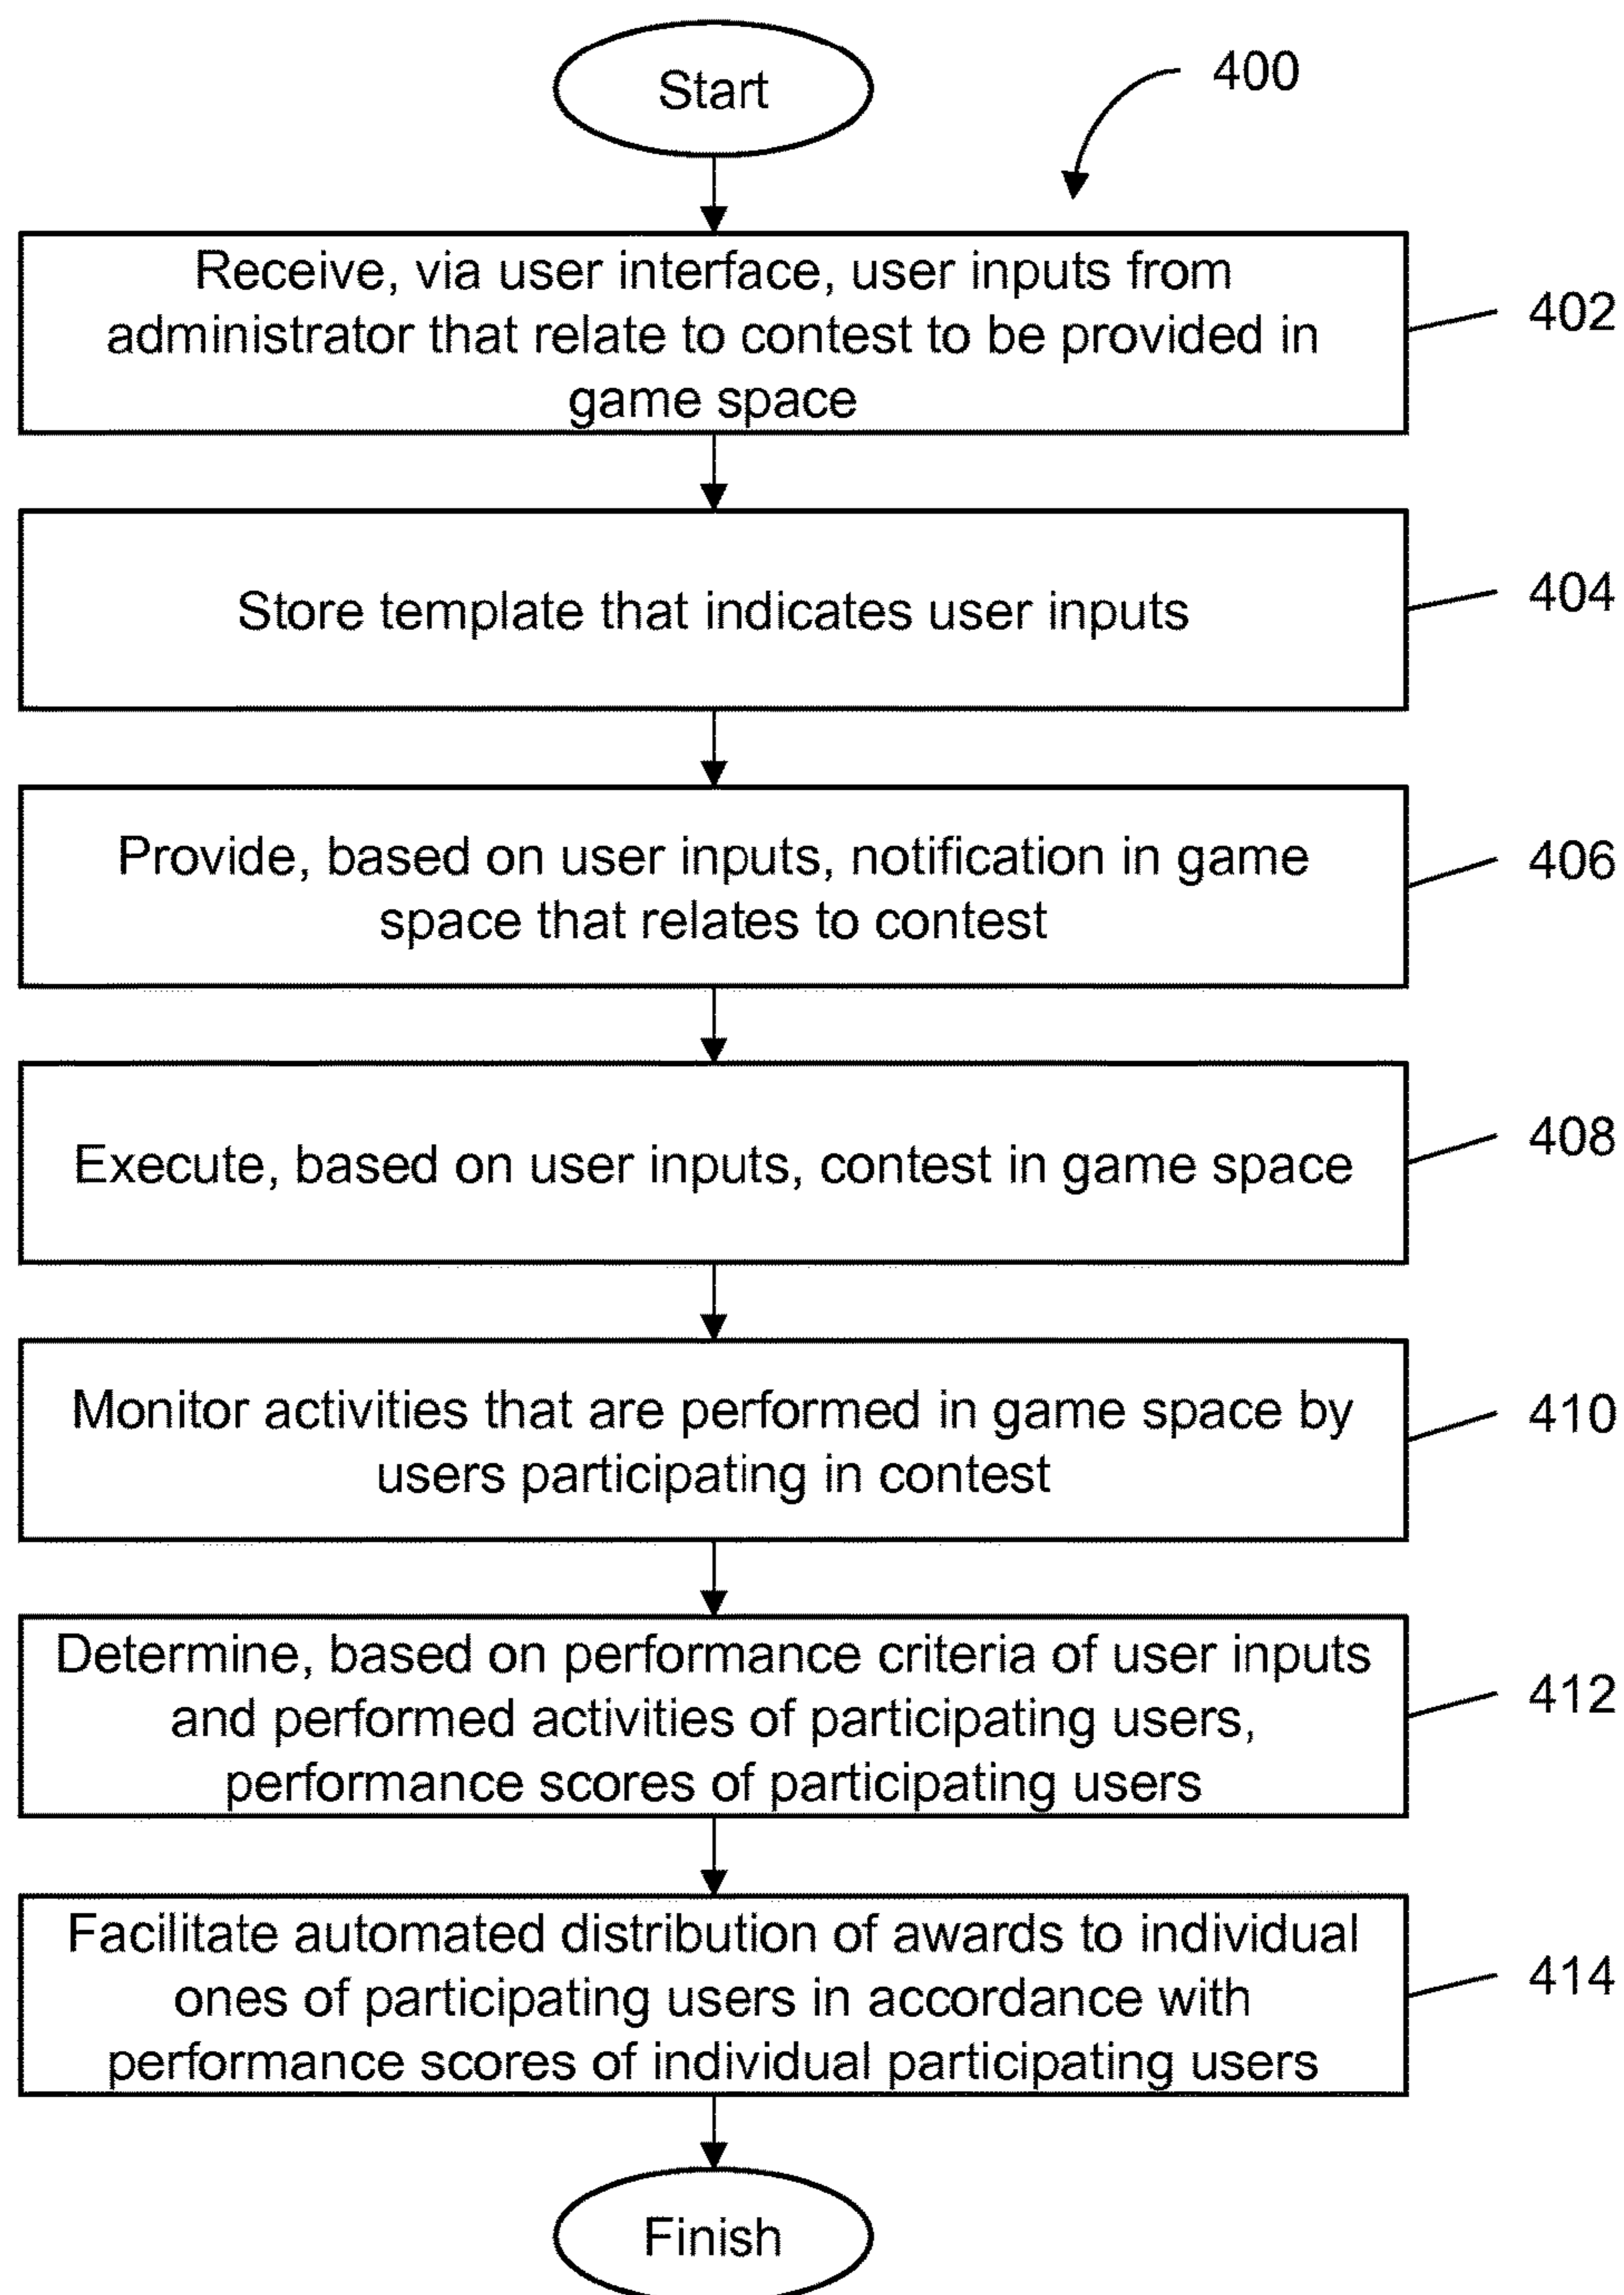 Start
400
Receive, via user interface, user inputs from
administrator that relate to contest to be provided in
game space
402
Store template that indicates user inputs
404
Provide, based on user inputs, notification in game
space that relates to contest
406
Execute, based on user inputs, contest in game space
408
Monitor activities that are performed in game space by
users participating in contest
410
Determine, based on performance criteria of user inputs
and performed activities of participating users,
performance scores of participating users
412
Facilitate automated distribution of awards to individual
ones of participating users in accordance with
performance scores of individual participating users
414
Finish